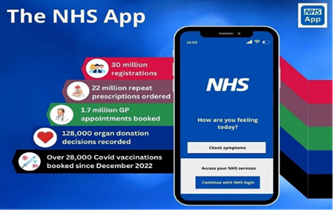 The NHS App
NHS
App
30 million
registrations
22 million repeat
prescriptions ordered
1.7 million GP
appointments booked
128,000 organ donation
decisions recorded
Over 28,000 Covid vaccinations
booked since December 2022
NHS
How are you feeling
today?
Check symptoms
Access your NHS services
Continue with NHS login